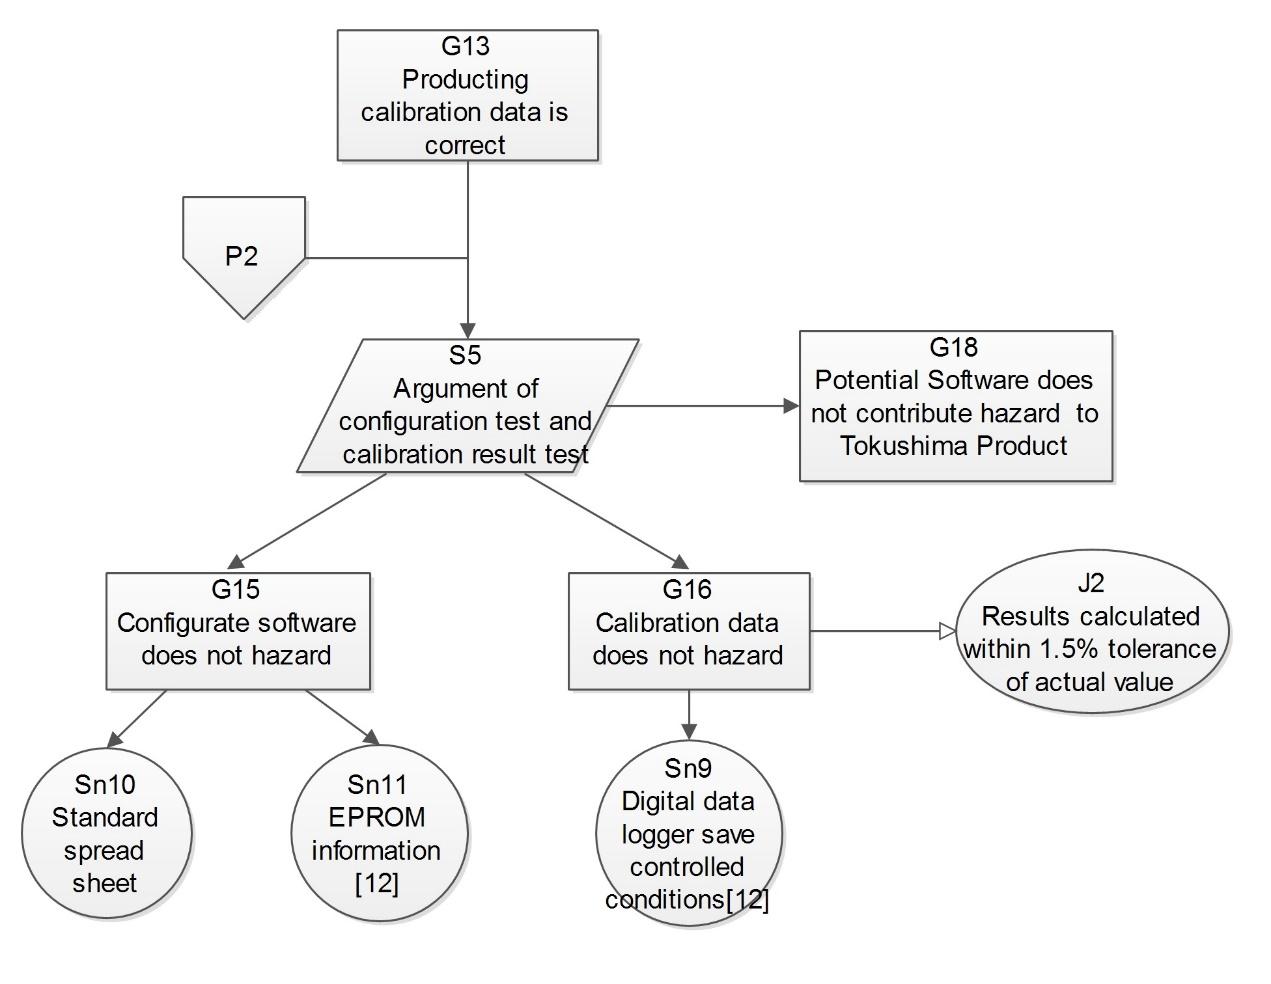 G13
Producting
calibration data is
correct
P2
S5
Argument of
configuration test and
calibration result test
G18
Potential Software does
not contribute hazard  to
Tokushima Product
G15
Configurate software
does not hazard
G16
Calibration data
does not hazard
J2
Results calculated
within 1.5% tolerance
of actual value
Sn10
Standard
spread
sheet
Sn11
EPROM
information
[12]
Sn9
Digital data
logger save
controlled
conditions[12]